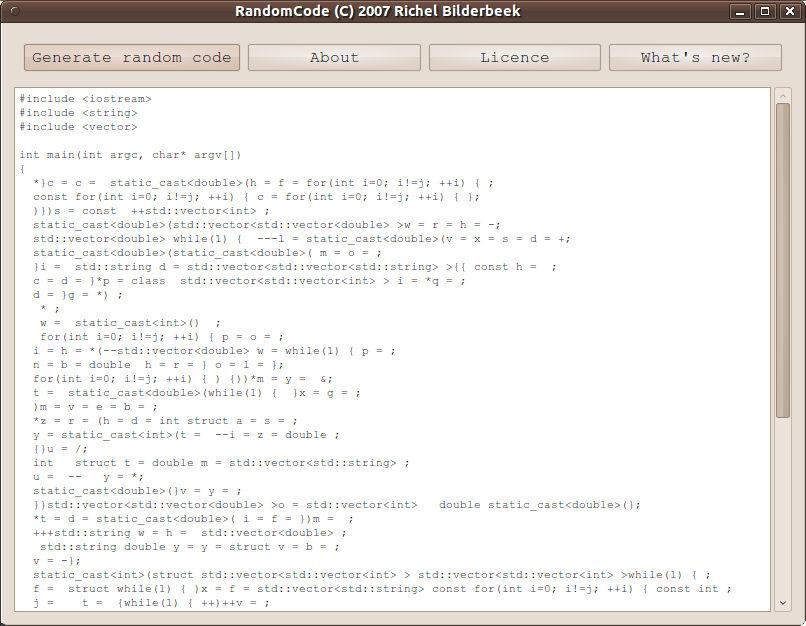 RandomCode (C) 2007 Richel Bilderbeek
Generate random code About Licence What's new?
#include <iostream>
#include <string>
#include <vector>
int main(int argc, char* argv[])
{
*}c = c =  static_cast<double>(h = f = for(int i=0; i!=j; ++i) { ;
const for(int i=0; i!=j; ++i) { c = for(int i=0; i!=j; ++i) { };
)})s = const  ++std::vector<int> ;
static_cast<double>(std::vector<std::vector<double> >w = r = h = -;
std::vector<double> while(1) {  ---l = static_cast<double>(v = x = s = d = +;
static_cast<double>(static_cast<double>( m = o = ;
}i =  std::string d = std::vector<std::vector<std::string> >{{ const h =  ;
c = d = }*p = class  std::vector<std::vector<int> > i = *q = ;
d = }g = *) ;
* ;
w =  static_cast<int>()  ;
for(int i=0; i!=j; ++i) { p = o = ;
i = h = *(--std::vector<double> w = while(1) { p = ;
n = b = double  h = r = } o = l = };
for(int i=0; i!=j; ++i) { ) {))*m = y =  &;
t =  static_cast<double>(while(1) {  }x = g = ;
)m = v = e = b = ;
*z = r = (h = d = int struct a = s = ;
y = static_cast<int>(t =  --i = z = double ;
{}u = /;
int   struct t = double m = std::vector<std::string> ;
u =  --   y = *;
static_cast<double>()v = y = ;
}}std::vector<std::vector<double> >o = std::vector<int>   double static_cast<double>();
*t = d = static_cast<double>( i = f = })m =  ;
+++std::string w = h =  std::vector<double> ;
std::string double y = y = struct v = b = ;
v = -};
static_cast<int>(struct std::vector<std::vector<int> > std::vector<std::vector<int> >while(1) { ;
f =  struct while(1) { )x = f = std::vector<std::string> const for(int i=0; i!=j; ++i) { const int ;
j =    t =  {while(1) { ++)++v = ;